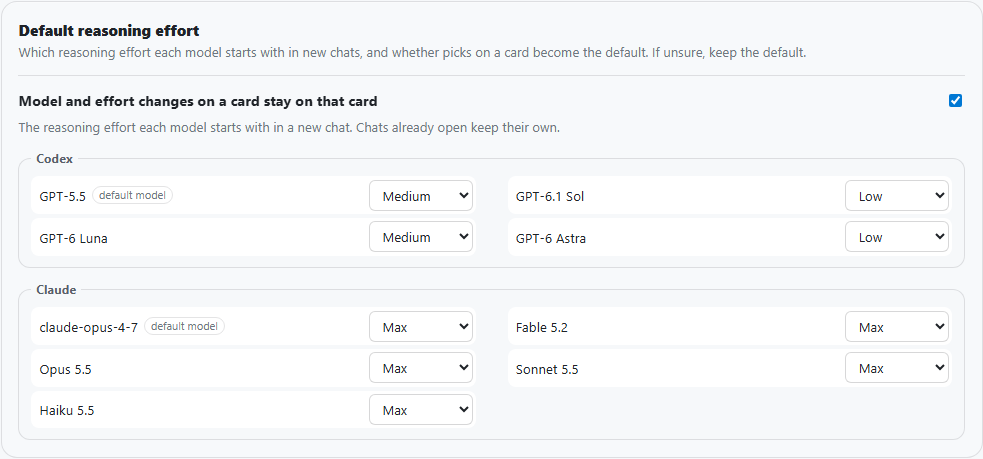 Default reasoning effort
Which reasoning effort each model starts with in new chats, and whether picks on a card become the default. If unsure, keep the default.
Model and effort changes on a card stay on that card
The reasoning effort each model starts with in a new chat. Chats already open keep their own.
Codex
GPT-5.5 default model Medium GPT-6.1 Sol Low
GPT-6 Luna Medium GPT-6 Astra Low
Claude
claude-opus-4-7 default model Max Fable 5.2 Max
Opus 5.5 Max Sonnet 5.5 Max
Haiku 5.5 Max